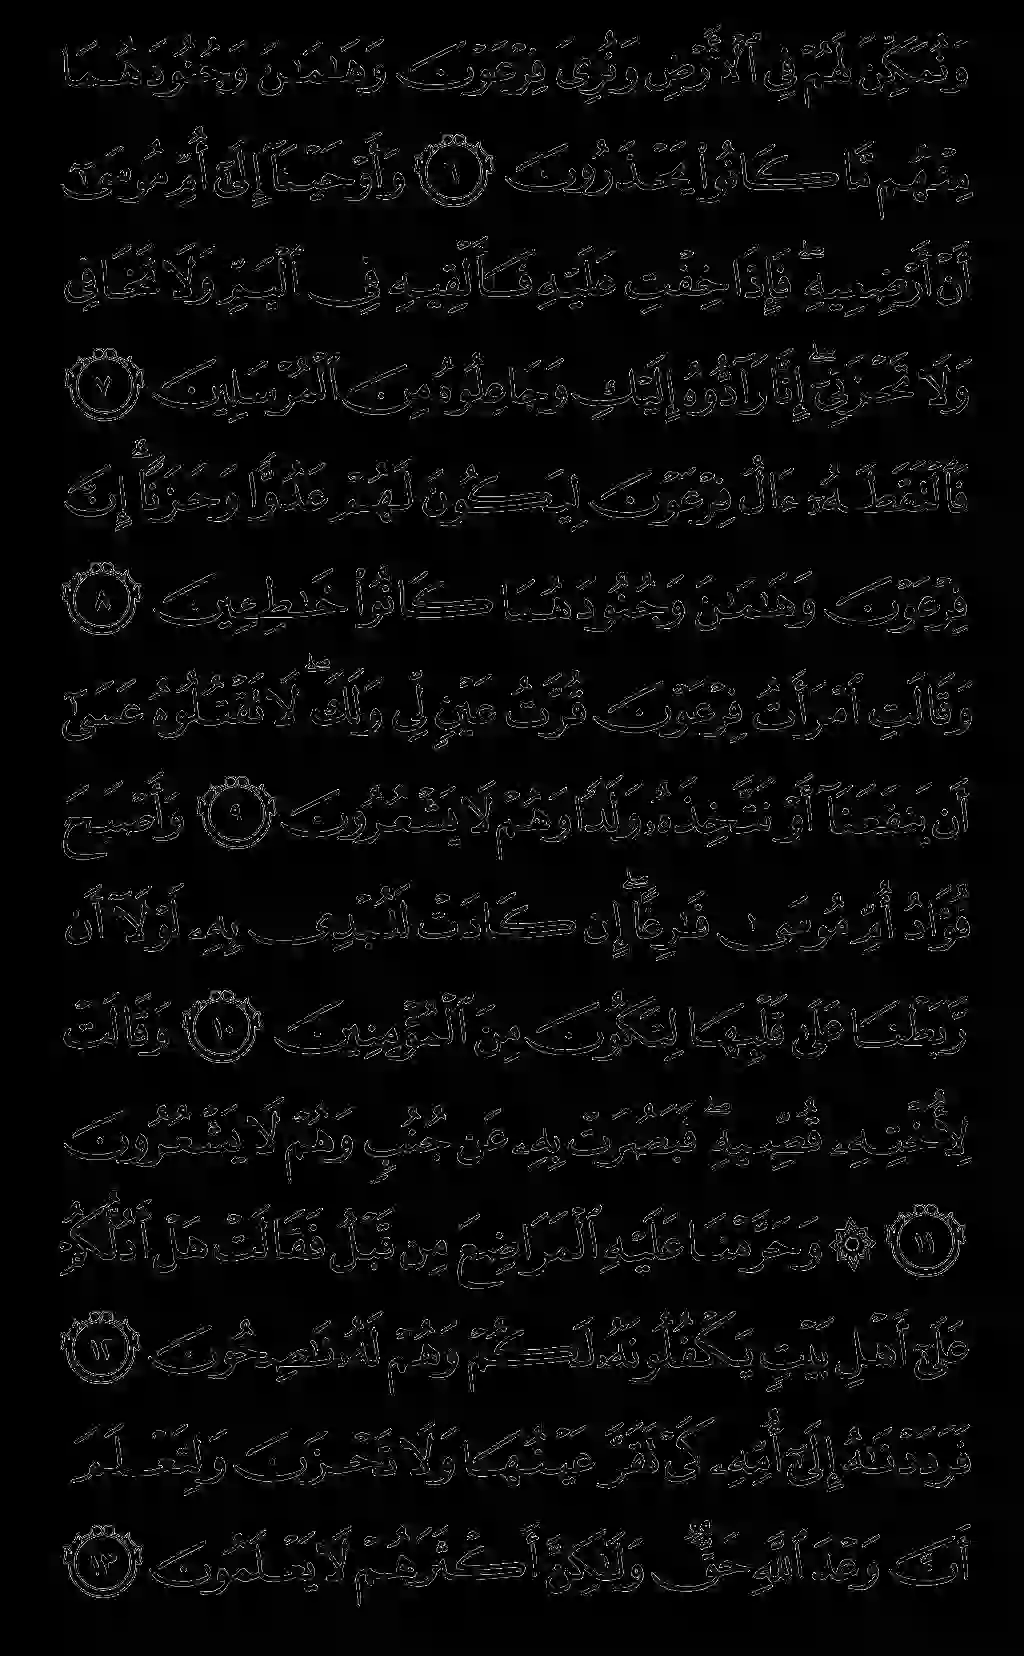 وَنُمَكِّنَ لَهُمْ فِي ٱلْأَرْضِ وَنُرِىَ فِرْعَوْنَ وَهَـٰمَـٰنَ وَجُنُودَهُمَا
مِنْهُم مَّا كَانُوا۟ يَحْذَرُونَ ٦ وَأَوْحَيْنَآ إِلَىٰٓ أُمِّ مُوسَىٰٓ
أَنْ أَرْضِعِيهِ ۖ فَإِذَا خِفْتِ عَلَيْهِ فَأَلْقِيهِ فِى ٱلْيَمِّ وَلَا تَخَافِى
وَلَا تَحْزَنِىٓ ۖ إِنَّا رَآدُّوهُ إِلَيْكِ وَجَاعِلُوهُ مِنَ ٱلْمُرْسَلِينَ ٧
فَٱلْتَقَطَهُۥٓ ءَالُ فِرْعَوْنَ لِيَكُونَ لَهُمْ عَدُوًّا وَحَزَنًا ۗ إِنَّ
فِرْعَوْنَ وَهَـٰمَـٰنَ وَجُنُودَهُمَا كَانُوا۟ خَـٰطِـِٔينَ ٨
وَقَالَتِ ٱمْرَأَتُ فِرْعَوْنَ قُرَّتُ عَيْنٍ لِّى وَلَكَ ۖ لَا تَقْتُلُوهُ عَسَىٰٓ
أَن يَنفَعَنَآ أَوْ نَتَّخِذَهُۥ وَلَدًا وَهُمْ لَا يَشْعُرُونَ ٩ وَأَصْبَحَ
فُؤَادُ أُمِّ مُوسَىٰ فَـٰرِغًا ۖ إِن كَادَتْ لَتُبْدِى بِهِۦ لَوْلَآ أَن
رَّبَطْنَا عَلَىٰ قَلْبِهَا لِتَكُونَ مِنَ ٱلْمُؤْمِنِينَ ١٠ وَقَالَتْ
لِأُخْتِهِۦ قُصِّيهِ ۖ فَبَصُرَتْ بِهِۦ عَن جُنُبٍ وَهُمْ لَا يَشْعُرُونَ
١١ ۞ وَحَرَّمْنَا عَلَيْهِ ٱلْمَرَاضِعَ مِن قَبْلُ فَقَالَتْ هَلْ أَدُلُّكُمْ
عَلَىٰٓ أَهْلِ بَيْتٍ يَكْفُلُونَهُۥ لَكُمْ وَهُمْ لَهُۥ نَـٰصِحُونَ ١٢
فَرَدَدْنَـٰهُ إِلَىٰٓ أُمِّهِۦ كَىْ تَقَرَّ عَيْنُهَا وَلَا تَحْزَنَ وَلِتَعْلَمَ
أَنَّ وَعْدَ ٱللَّهِ حَقٌّ وَلَـٰكِنَّ أَكْثَرَهُمْ لَا يَعْلَمُونَ ١٣